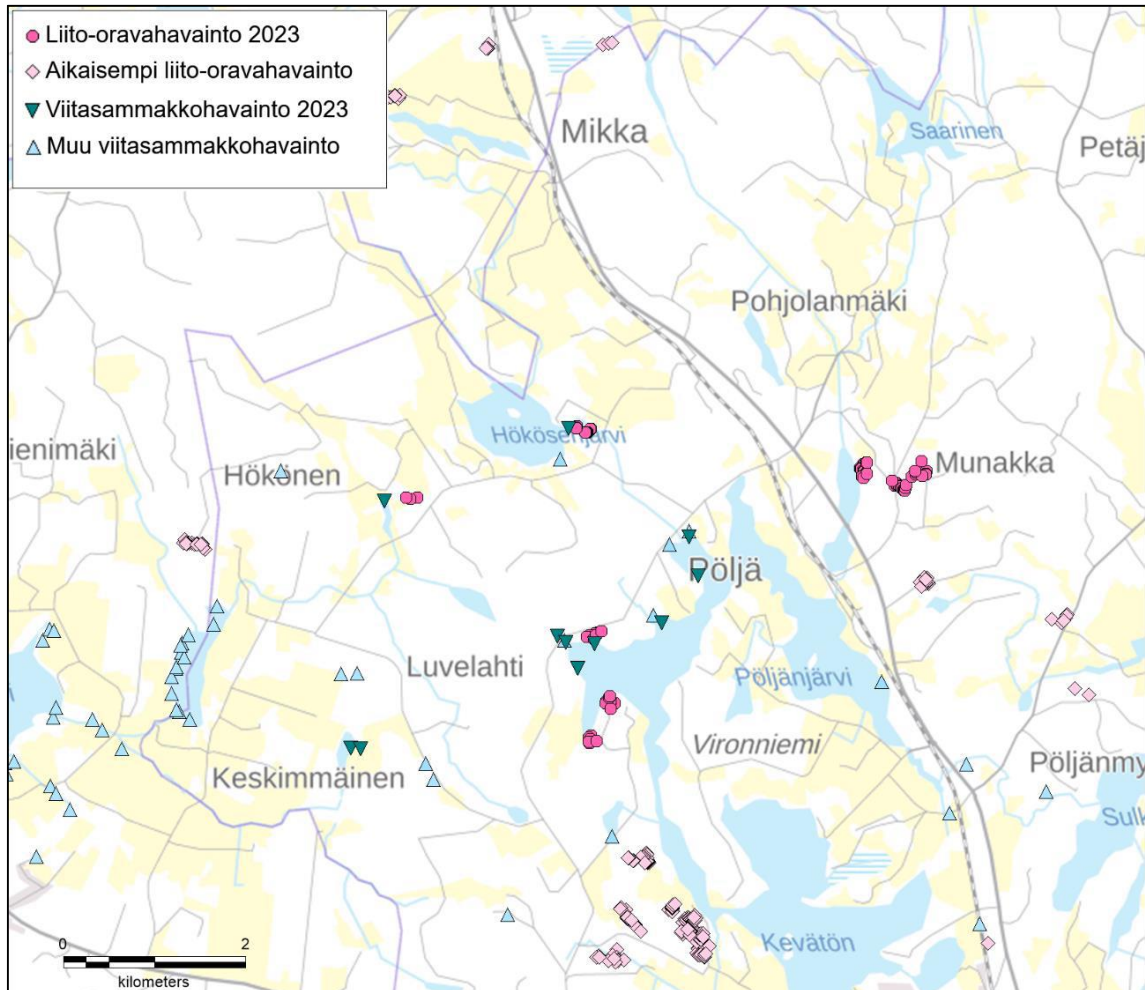 Liito-oravahavainto 2023
Aikaisempi liito-oravahavainto
Viitasammakkohavainto 2023
Muu viitasammakkohavainto
Mikka
Saarinen
Petäj
Pohjolanmäki
Hökösenjärvi
ienimäki
Hökönen
Munakka
Pöljä
Luvelahti
Pöljänjärvi
i
Vironniemi
Keskimmäinen
Pöljänmy
Sulk
Kevätön
0 2
kilometers